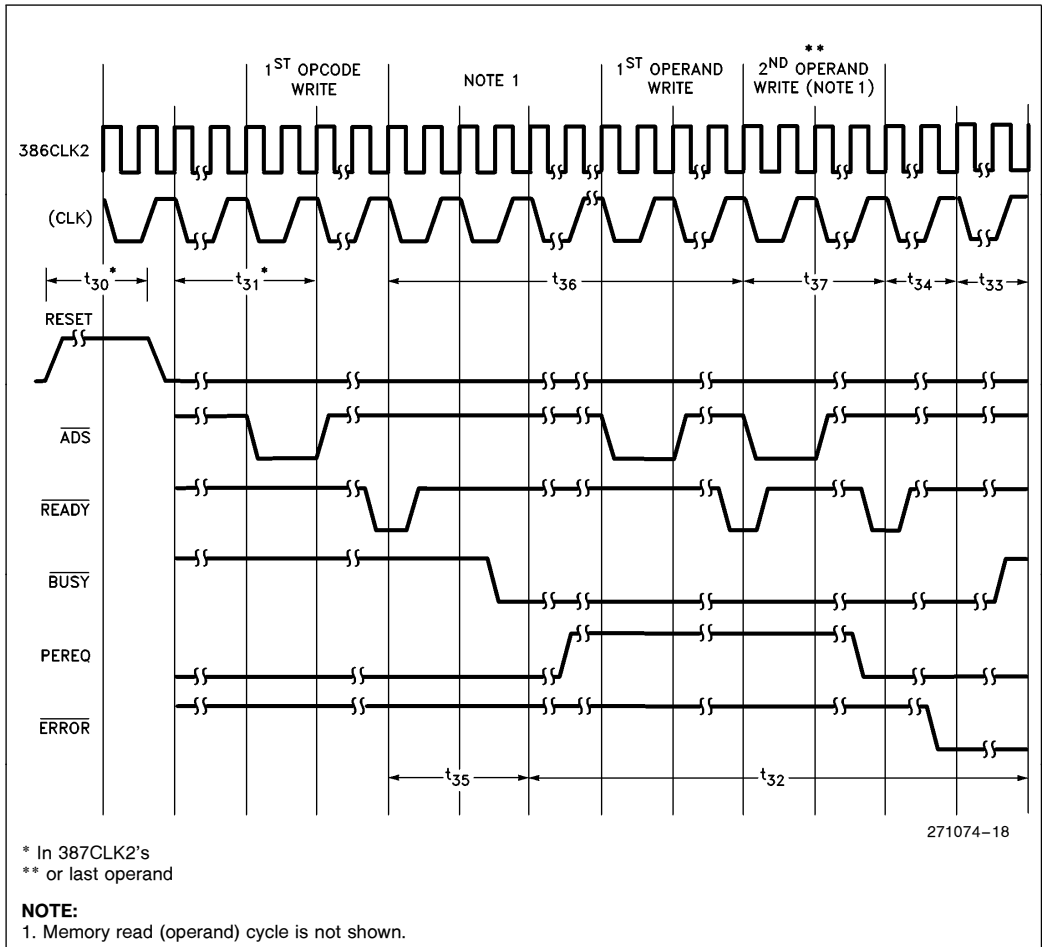 1ST OPCODE
WRITE
NOTE 1
1ST OPERAND
WRITE
**
2ND OPERAND
WRITE (NOTE 1)
386CLK2
(CLK)
t30*
t31*
t36
t37
t34
t33
RESET
ADS
READY
BUSY
PEREQ
ERROR
t35
t32
271074–18
* In 387CLK2's
** or last operand
NOTE:
1. Memory read (operand) cycle is not shown.